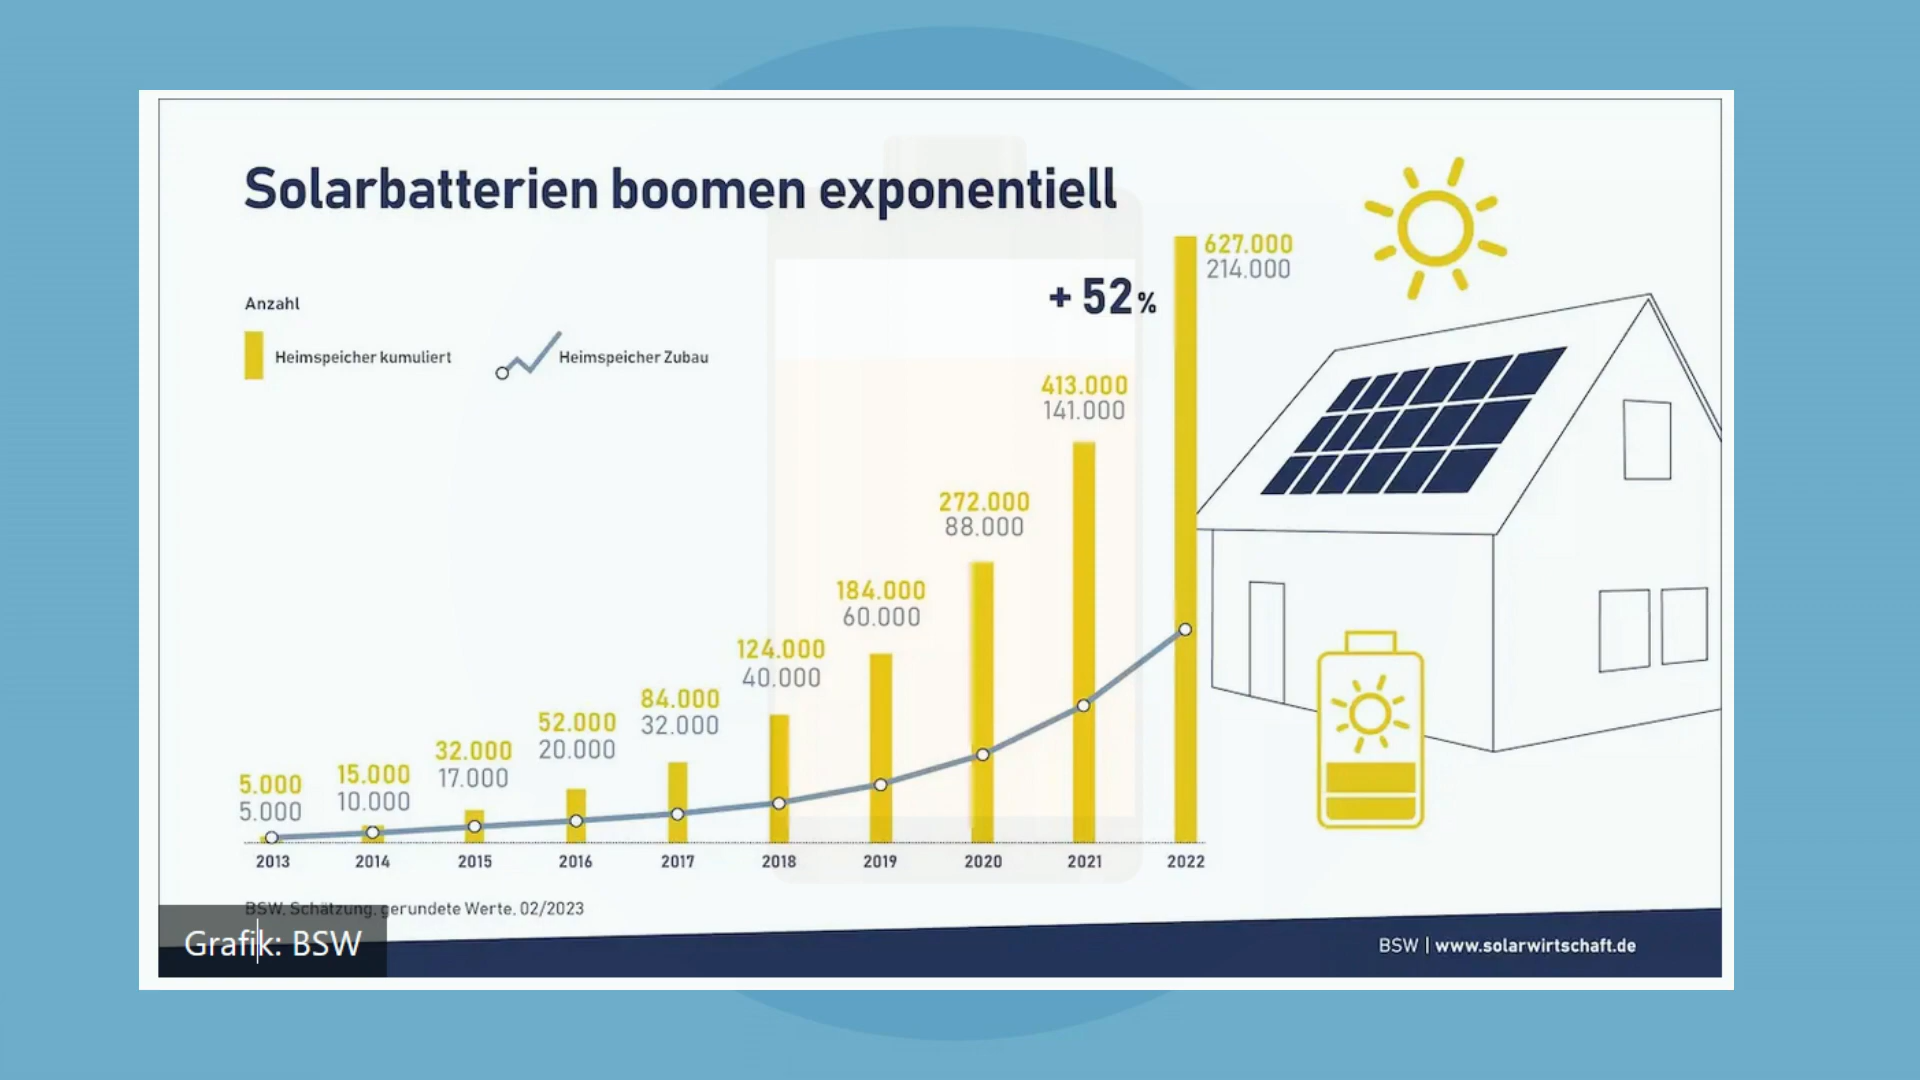 Solarbatterien boomen exponentiell
627.000
214.000
+ 52%
Anzahl
Heimspeicher kumuliert
Heimspeicher Zubau
413.000
141.000
272.000
88.000
184.000
60.000
124.000
40.000
84.000
32.000
52.000
20.000
32.000
17.000
15.000
10.000
5.000
5.000
2013 2014 2015 2016 2017 2018 2019 2020 2021 2022
BSW, Schätzung, gerundete Werte, 02/2023
Grafik: BSW
BSW | www.solarwirtschaft.de